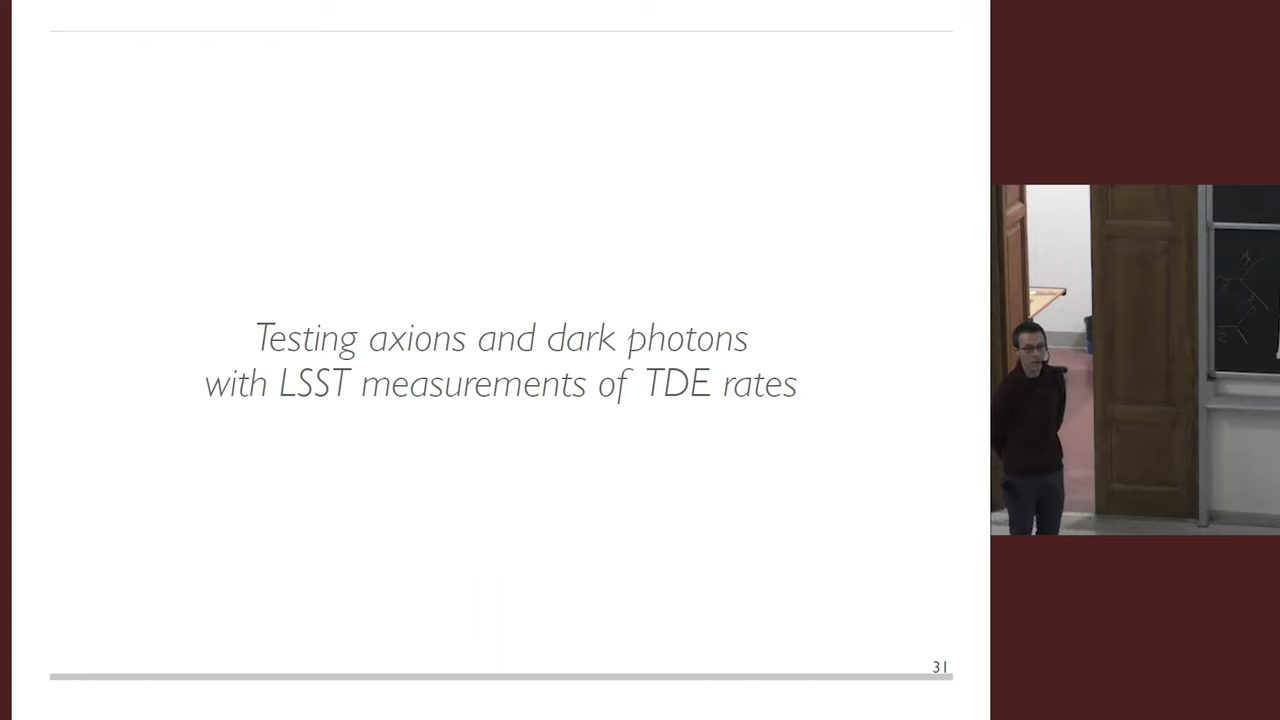 Testing axions and dark photons
with LSST measurements of TDE rates
31